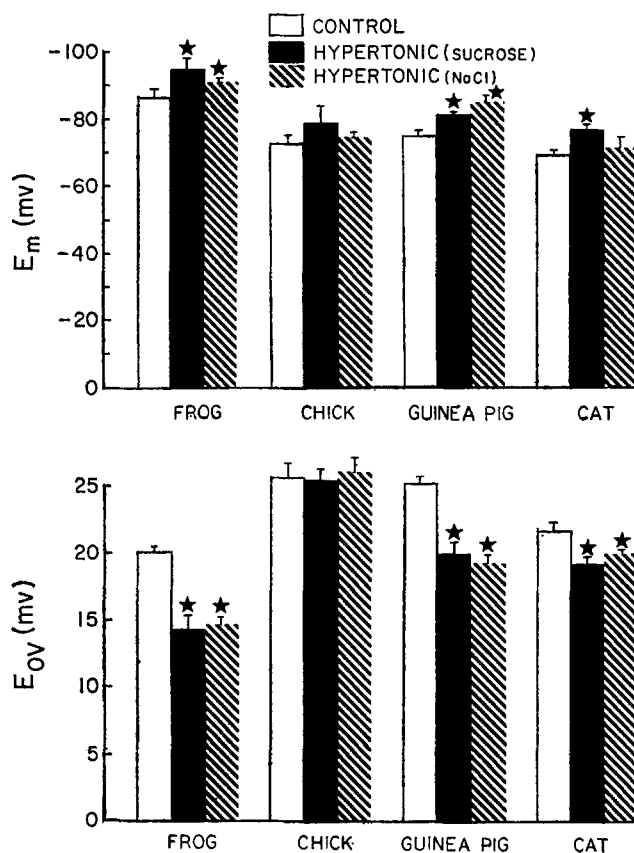 CONTROL
HYPERTONIC (SUCROSE)
HYPERTONIC (NaCl)
Em (mv)
-100
-80
-60
-40
-20
0
FROG CHICK GUINEA PIG CAT
EOV (mv)
25
20
15
10
5
0
FROG CHICK GUINEA PIG CAT